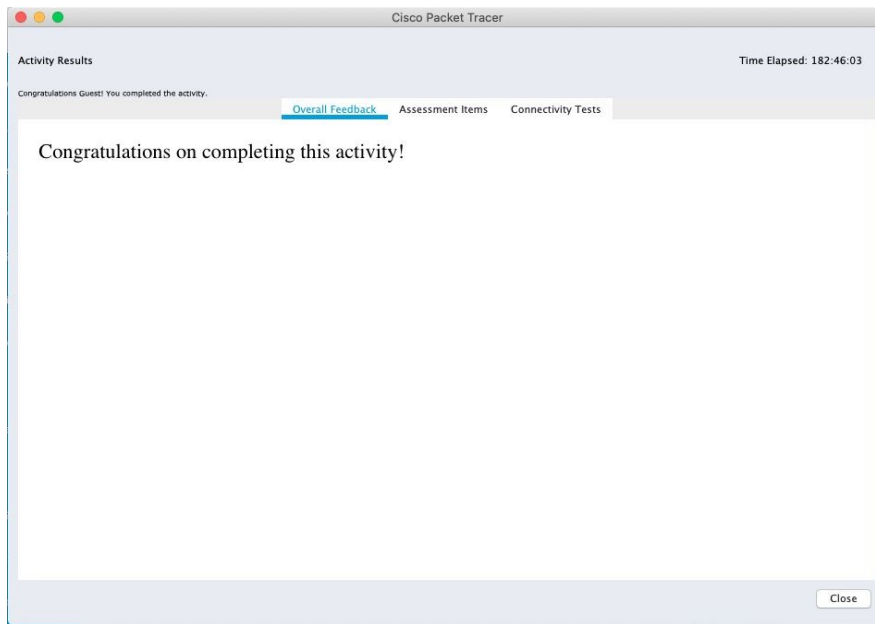 Cisco Packet Tracer
Activity Results
Time Elapsed: 182:46:03
Congratulations Guest! You completed the activity.
Overall Feedback
Assessment Items
Connectivity Tests
Congratulations on completing this activity!
Close